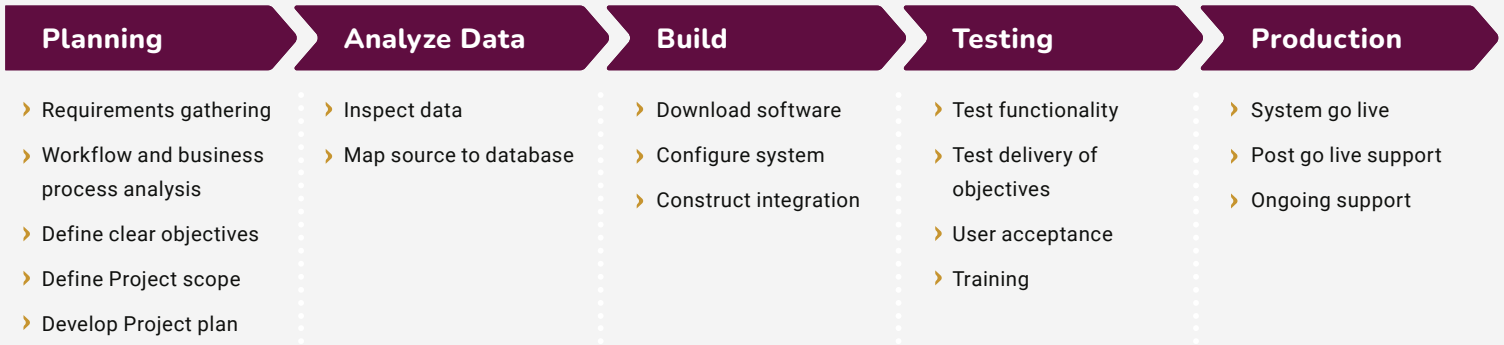 Planning
Requirements gathering
Workflow and business
process analysis
Define clear objectives
Define Project scope
Develop Project plan
Analyze Data
Inspect data
Map source to database
Build
Download software
Configure system
Construct integration
Testing
Test functionality
Test delivery of
objectives
User acceptance
Training
Production
System go live
Post go live support
Ongoing support